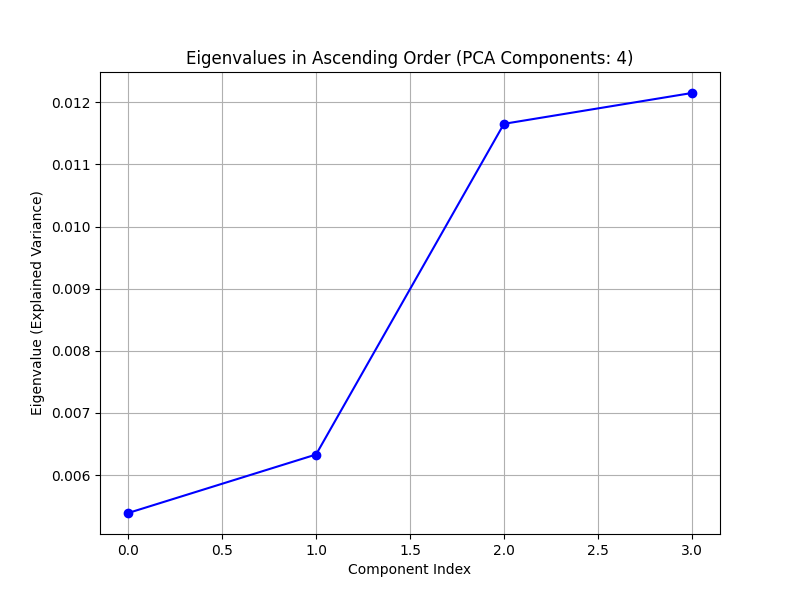 Eigenvalues in Ascending Order (PCA Components: 4)
Eigenvalue (Explained Variance)
0.012
0.011
0.010
0.009
0.008
0.007
0.006
0.0 0.5 1.0 1.5 2.0 2.5 3.0
Component Index